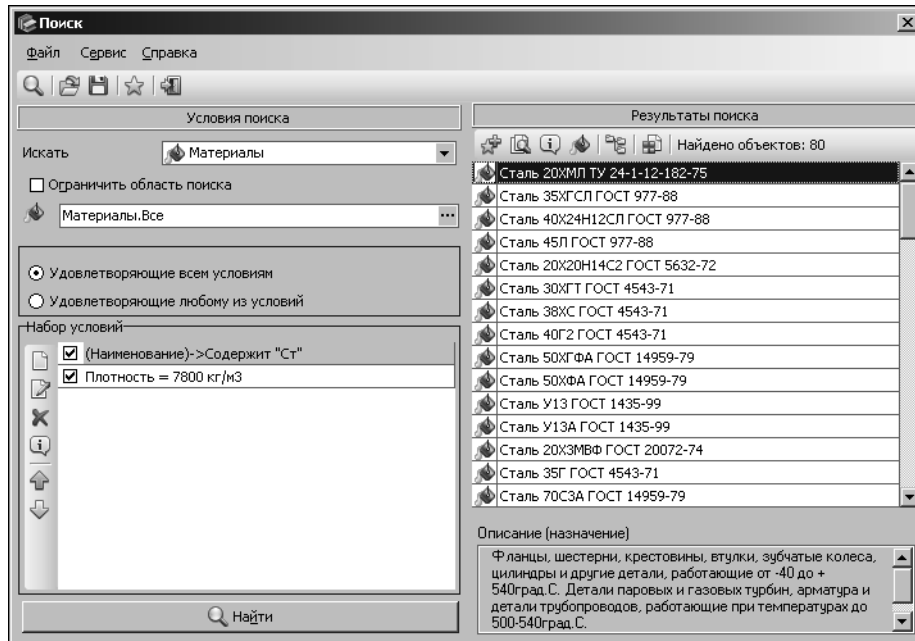 Поиск
Файл Сервис Справка
Условия поиска
Искать Материалы
Ограничить область поиска
Материалы.Все ...
Удовлетворяющие всем условиям
Удовлетворяющие любому из условий
Набор условий
(Наименование)->Содержит "Ст"
Плотность = 7800 кг/м3
Найти
Результаты поиска
Найдено объектов: 80
Сталь 20ХМЛ ТУ 24-1-12-182-75
Сталь 35ХГСЛ ГОСТ 977-88
Сталь 40Х24Н12СЛ ГОСТ 977-88
Сталь 45Л ГОСТ 977-88
Сталь 20Х20Н14С2 ГОСТ 5632-72
Сталь 30ХГТ ГОСТ 4543-71
Сталь 38ХС ГОСТ 4543-71
Сталь 40Г2 ГОСТ 4543-71
Сталь 50ХГФА ГОСТ 14959-79
Сталь 50ХФА ГОСТ 14959-79
Сталь У13 ГОСТ 1435-99
Сталь У13А ГОСТ 1435-99
Сталь 20Х3МВФ ГОСТ 20072-74
Сталь 35Г ГОСТ 4543-71
Сталь 70С3А ГОСТ 14959-79
Описание (назначение)
Фланцы, шестерни, крестовины, втулки, зубчатые колеса,
цилиндры и другие детали, работающие от -40 до +
540град.С. Детали паровых и газовых турбин, арматура и
детали трубопроводов, работающие при температурах до
500-540град.С.